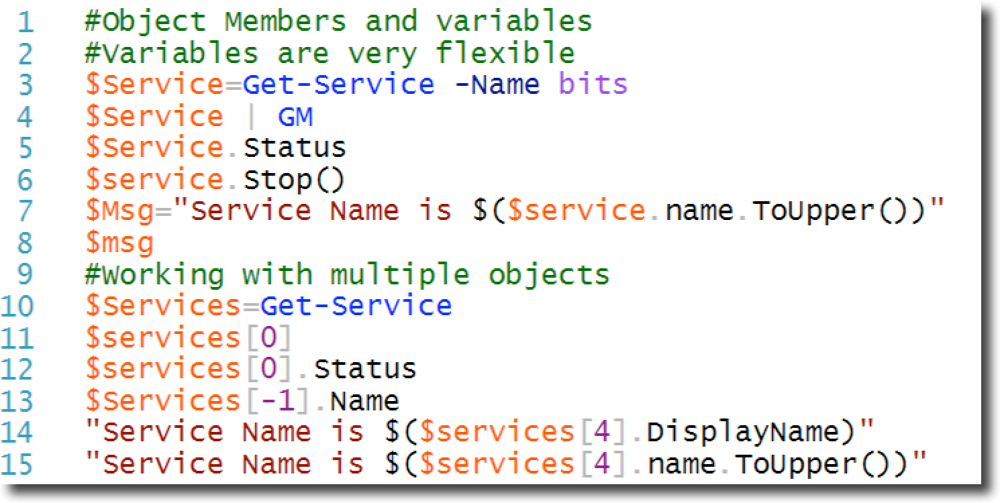 1 #Object Members and variables
2 #Variables are very flexible
3 $Service=Get-Service -Name bits
4 $Service | GM
5 $Service.Status
6 $service.Stop()
7 $Msg="Service Name is $($service.name.ToUpper())"
8 $msg
9 #Working with multiple objects
10 $Services=Get-Service
11 $services[0]
12 $services[0].Status
13 $Services[-1].Name
14 "Service Name is $($services[4].DisplayName)"
15 "Service Name is $($services[4].name.ToUpper())"